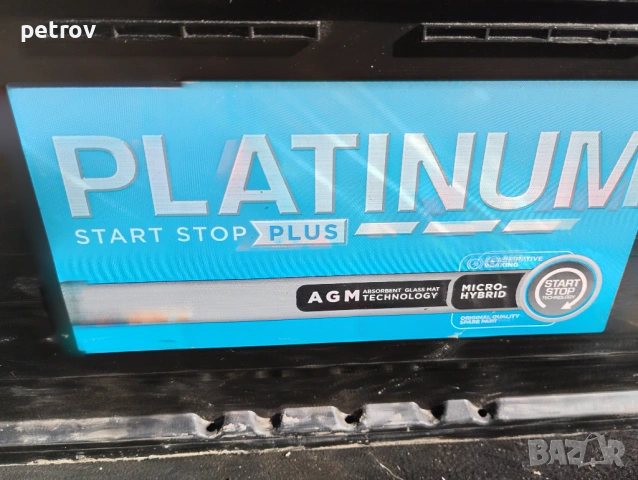 petrov
PLATINUM
START STOP PLUS
AGM ABSORBENT GLASS MAT TECHNOLOGY
MICRO-HYBRID
START STOP TECHNOLOGY
ORIGINAL QUALITY
SPARE PART
BAZAR